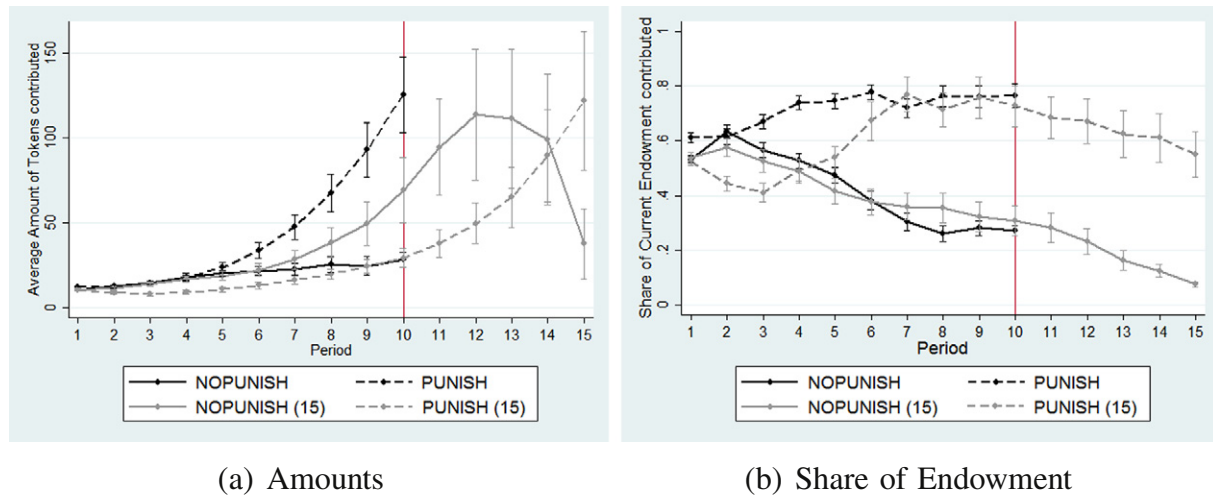 Average Amount of Tokens contributed
150
100
50
0
1 2 3 4 5 6 7 8 9 10 11 12 13 14 15
Period
NOPUNISH PUNISH
NOPUNISH (15) PUNISH (15)
(a) Amounts
Share of Current Endowment contributed
1
.8
.6
.4
.2
0
1 2 3 4 5 6 7 8 9 10 11 12 13 14 15
Period
NOPUNISH PUNISH
NOPUNISH (15) PUNISH (15)
(b) Share of Endowment